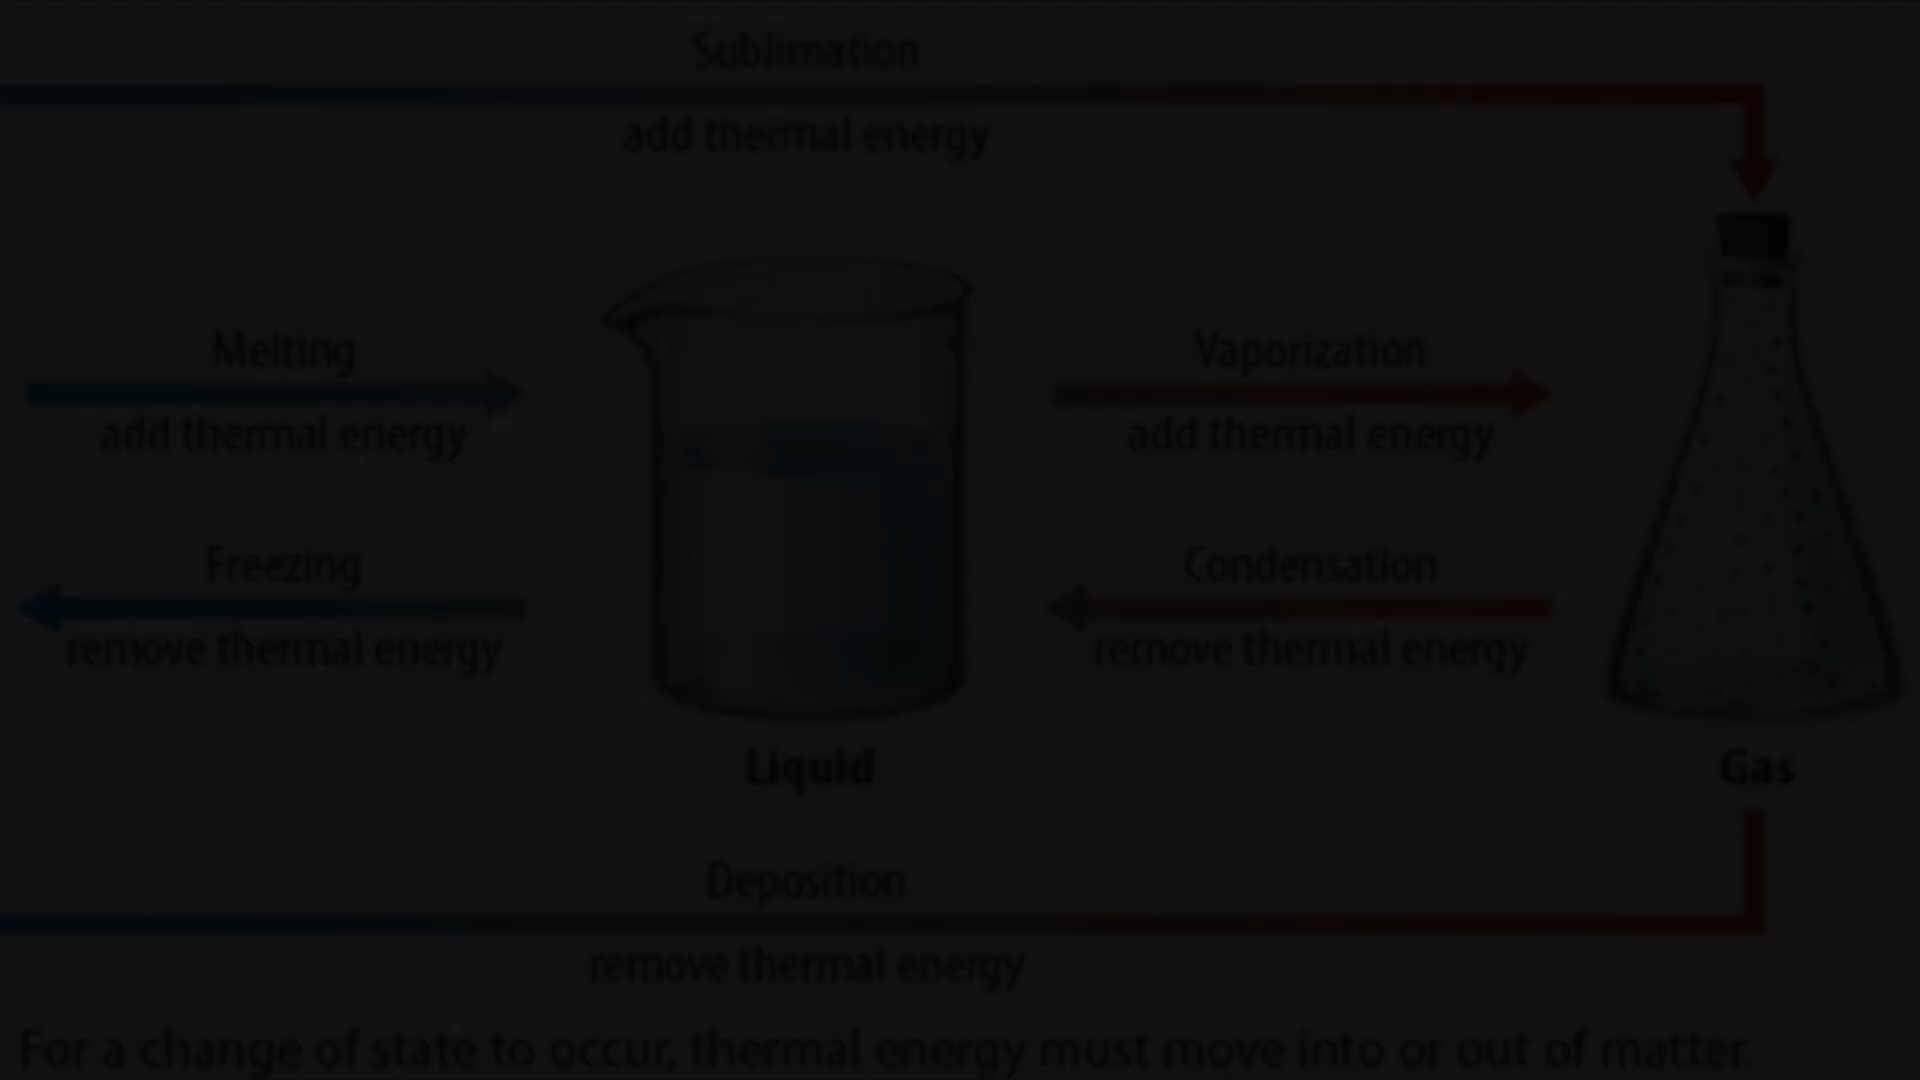 Sublimation
add thermal energy
Melting
add thermal energy
Vaporization
add thermal energy
Freezing
remove thermal energy
Condensation
remove thermal energy
Liquid
Gas
Deposition
remove thermal energy
For a change of state to occur, thermal energy must move into or out of matter.